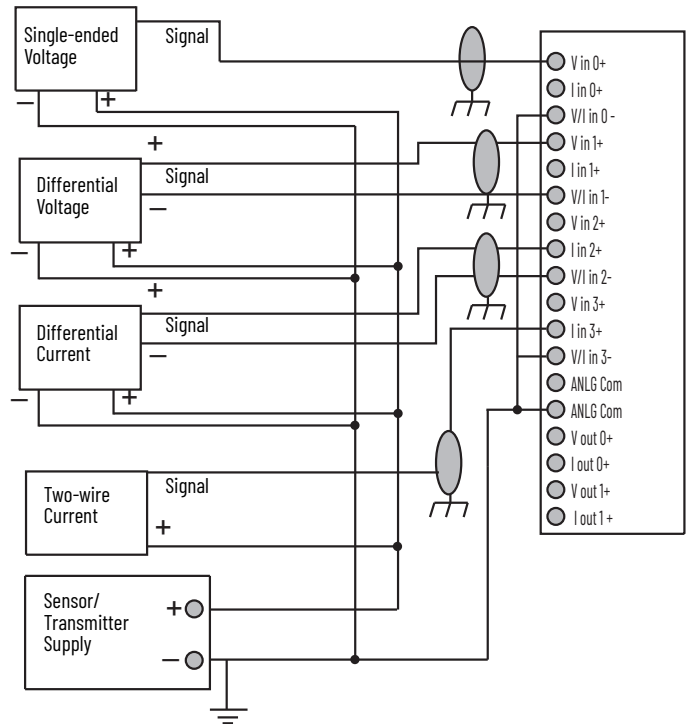 Single-ended
Voltage
Signal
−
+
+
Differential
Voltage
Signal
−
−
+
+
Differential
Current
Signal
−
−
+
Two-wire
Current
Signal
+
Sensor/
Transmitter
Supply
+
−
V in 0+
I in 0+
V/I in 0 -
V in 1+
I in 1+
V/I in 1-
V in 2+
I in 2+
V/I in 2-
V in 3+
I in 3+
V/I in 3-
ANLG Com
ANLG Com
V out 0+
I out 0+
V out 1+
I out 1 +